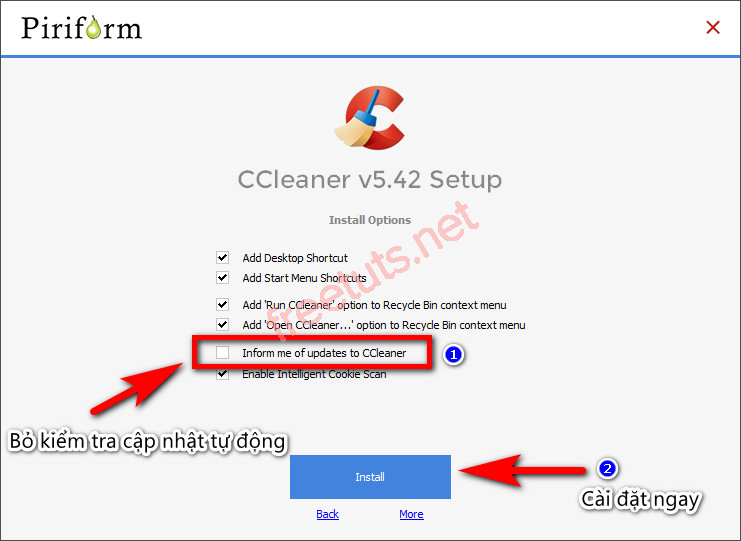 Piriform
CCleaner v5.42 Setup
Install Options
Add Desktop Shortcut
Add Start Menu Shortcuts
Add 'Run CCleaner' option to Recycle Bin context menu
Add 'Open CCleaner...' option to Recycle Bin context menu
Inform me of updates to CCleaner
1
Enable Intelligent Cookie Scan
Bỏ kiểm tra cập nhật tự động
Install
2
Cài đặt ngay
Back
More
freetuts.net